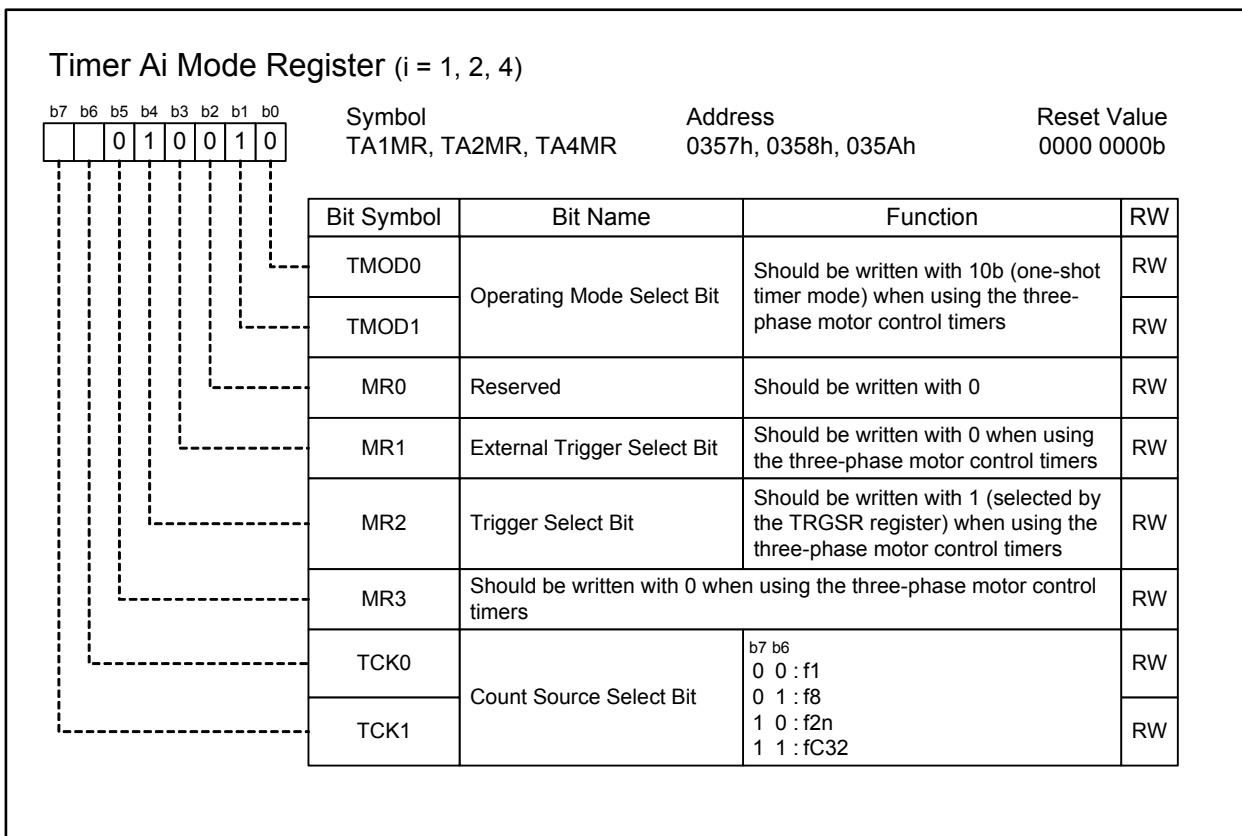 Timer Ai Mode Register (i = 1, 2, 4)
b7 b6 b5 b4 b3 b2 b1 b0
0 1 0 0 1 0
Symbol Address Reset Value
TA1MR, TA2MR, TA4MR 0357h, 0358h, 035Ah 0000 0000b
Bit Symbol Bit Name Function RW
TMOD0 RW
Operating Mode Select Bit
Should be written with 10b (one-shot
timer mode) when using the three-
phase motor control timers
TMOD1 RW
MR0 Reserved Should be written with 0 RW
MR1 External Trigger Select Bit
Should be written with 0 when using
the three-phase motor control timers
RW
MR2 Trigger Select Bit
Should be written with 1 (selected by
the TRGSR register) when using the
three-phase motor control timers
RW
MR3
Should be written with 0 when using the three-phase motor control
timers
RW
TCK0 RW
Count Source Select Bit
b7 b6
0 0 : f1
0 1 : f8
1 0 : f2n
1 1 : fC32
TCK1 RW